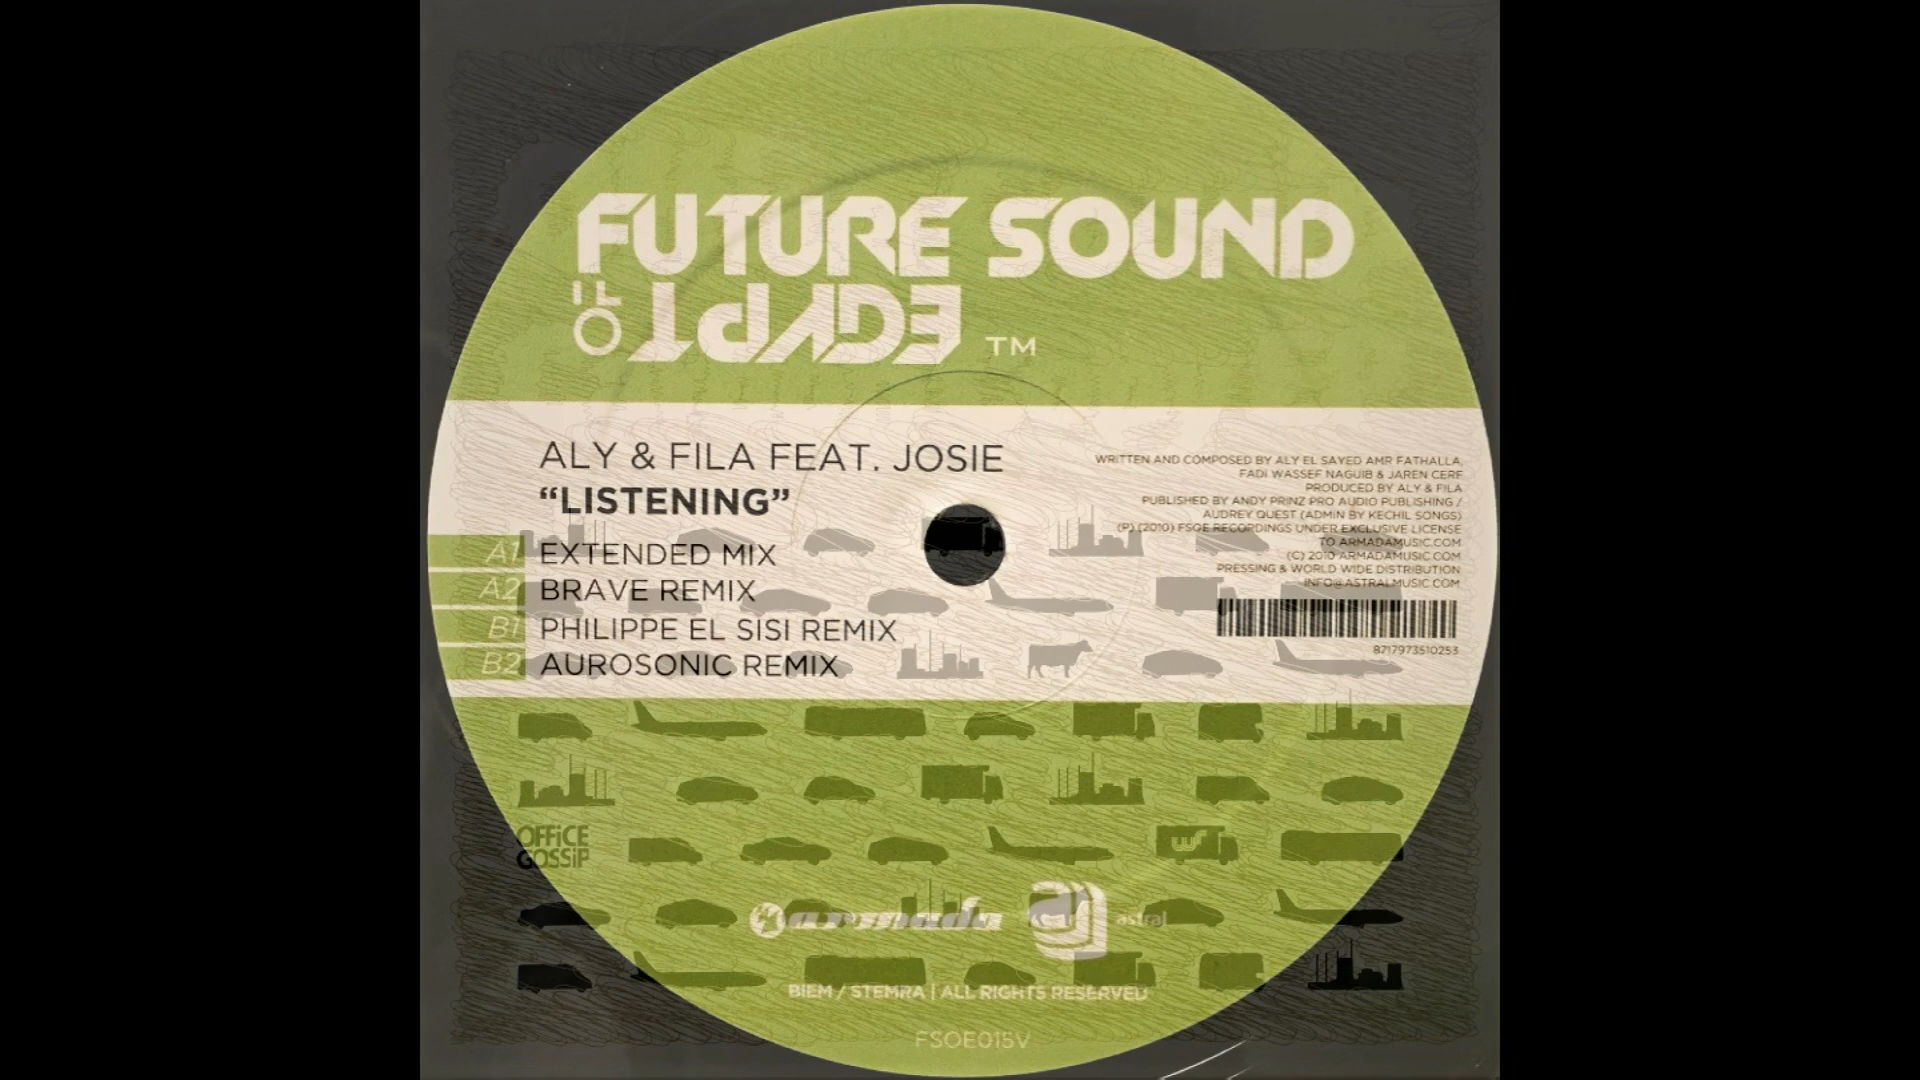 FUTURE SOUND
OF EGYPT ™
ALY & FILA FEAT. JOSIE
“LISTENING”
A1 EXTENDED MIX
A2 BRAVE REMIX
B1 PHILIPPE EL SISI REMIX
B2 AUROSONIC REMIX
WRITTEN AND COMPOSED BY ALY EL SAYED AMR FATHALLA,
FADI WASSEF NAGUIB & JAREN CERF
PRODUCED BY ALY & FILA
PUBLISHED BY ANDY PRINZ PRO AUDIO PUBLISHING /
AUDREY QUEST (ADMIN BY KECHIL SONGS)
(P) (2010) FSOE RECORDINGS UNDER EXCLUSIVE LICENSE
TO ARMADAMUSIC.COM
(C) 2010 ARMADAMUSIC.COM
PRESSING & WORLD WIDE DISTRIBUTION
INFO@ASTRALMUSIC.COM
8717973510253
OFFiCE
GOSSiP
armada
astral
BIEM / STEMRA | ALL RIGHTS RESERVED
FSOE015V